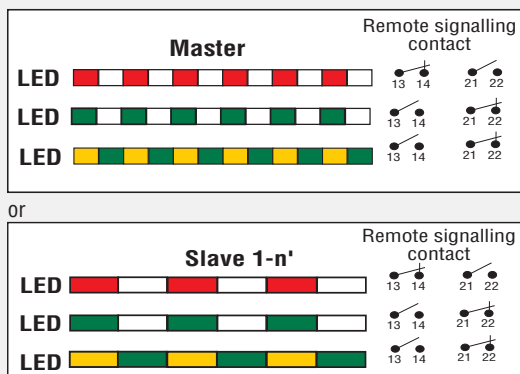 Remote signalling
contact
Master
LED
13 14 21 22
LED
13 14 21 22
LED
13 14 21 22
or
Remote signalling
contact
Slave 1-n'
LED
13 14 21 22
LED
13 14 21 22
LED
13 14 21 22